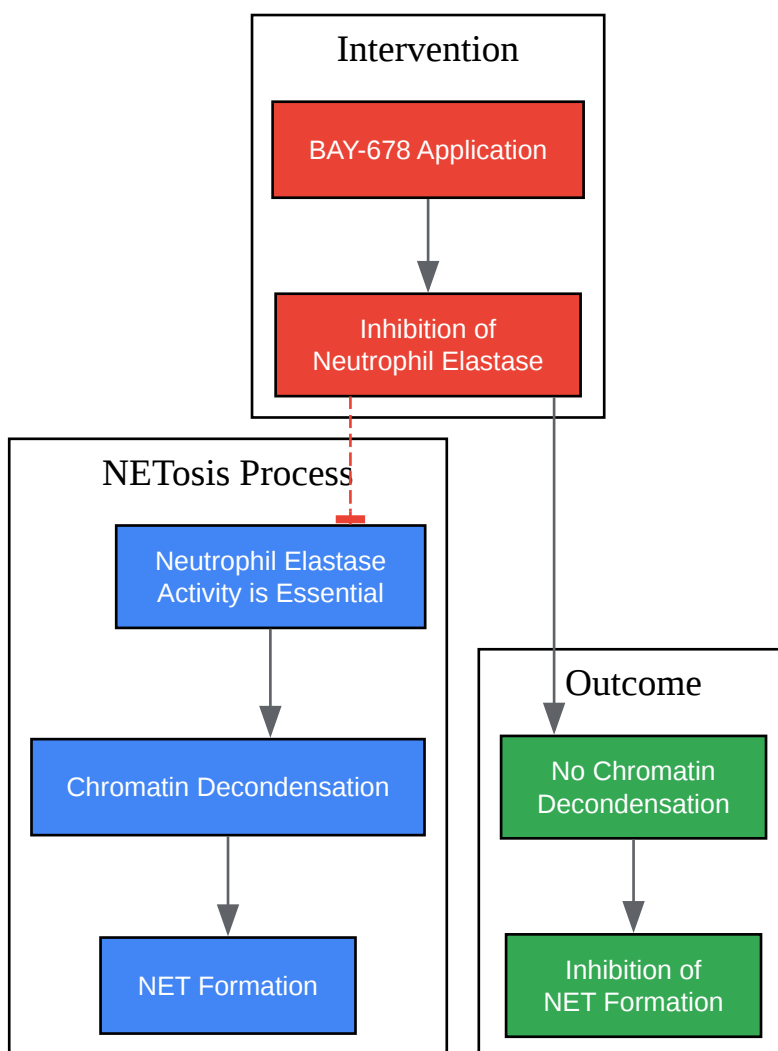 Intervention
BAY-678 Application
Inhibition of
Neutrophil Elastase
NETosis Process
Neutrophil Elastase
Activity is Essential
Chromatin Decondensation
NET Formation
Outcome
No Chromatin
Decondensation
Inhibition of
NET Formation